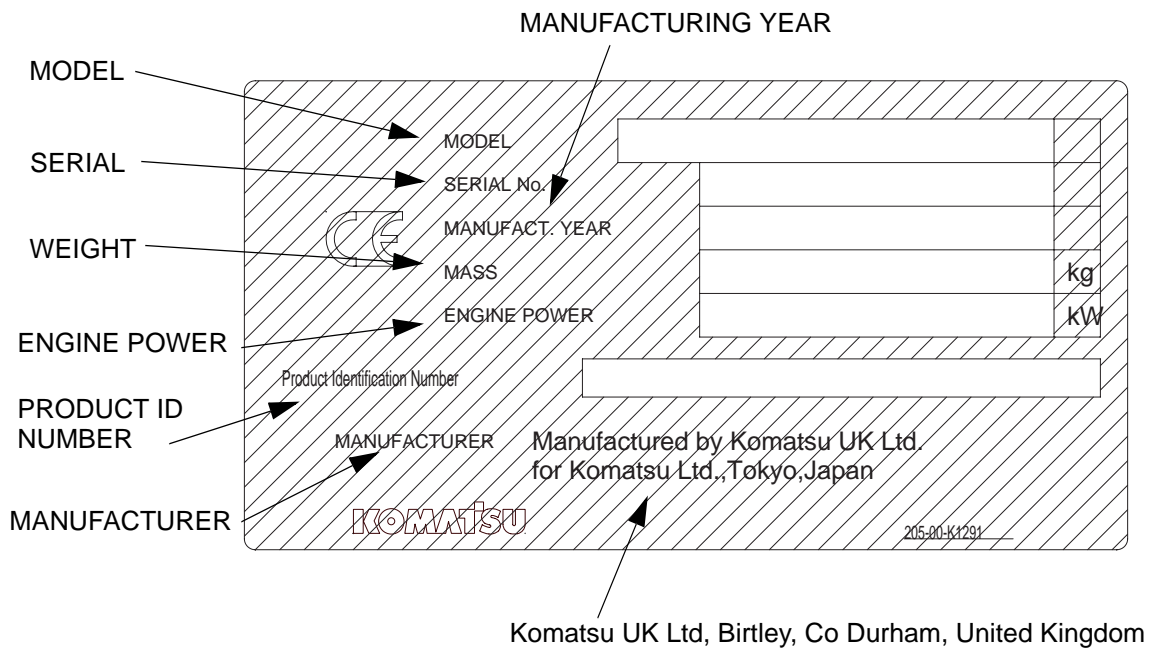 MANUFACTURING YEAR
MODEL
SERIAL
WEIGHT
ENGINE POWER
PRODUCT ID
NUMBER
MANUFACTURER
MODEL
SERIAL No.
MANUFACT. YEAR
MASS
kg
ENGINE POWER
kW
CE
Product Identification Number
MANUFACTURER
Manufactured by Komatsu UK Ltd.
for Komatsu Ltd.,Tokyo,Japan
KOMATSU
205-00-K1291
Komatsu UK Ltd, Birtley, Co Durham, United Kingdom